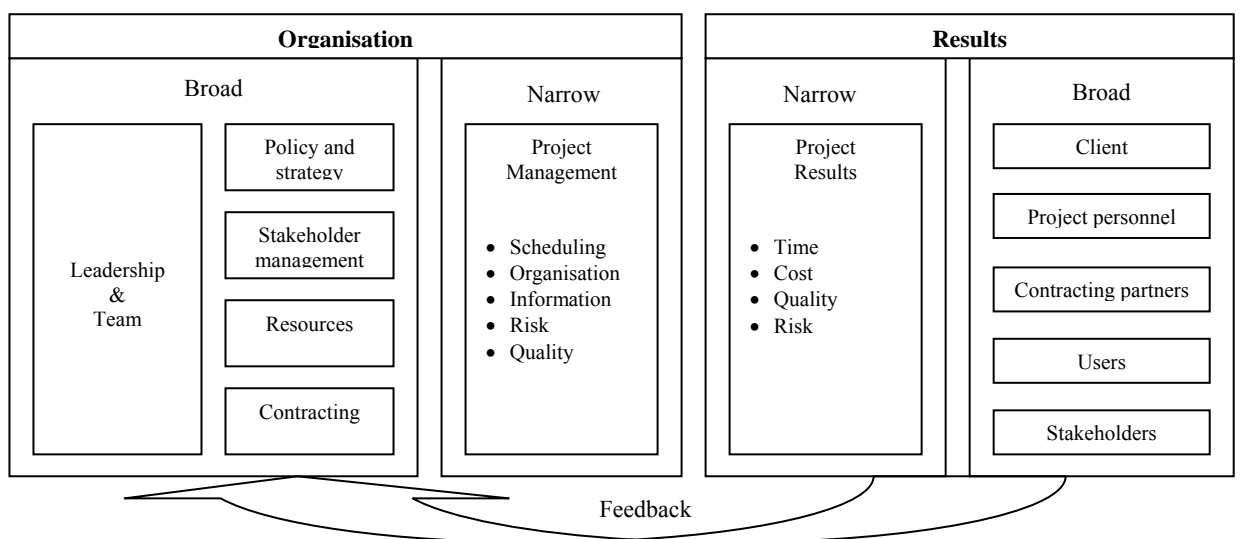 Organisation
Results
Broad
Leadership
&
Team
Policy and
strategy
Stakeholder
management
Resources
Contracting
Narrow
Project
Management
• Scheduling
• Organisation
• Information
• Risk
• Quality
Narrow
Project
Results
• Time
• Cost
• Quality
• Risk
Broad
Client
Project personnel
Contracting partners
Users
Stakeholders
Feedback